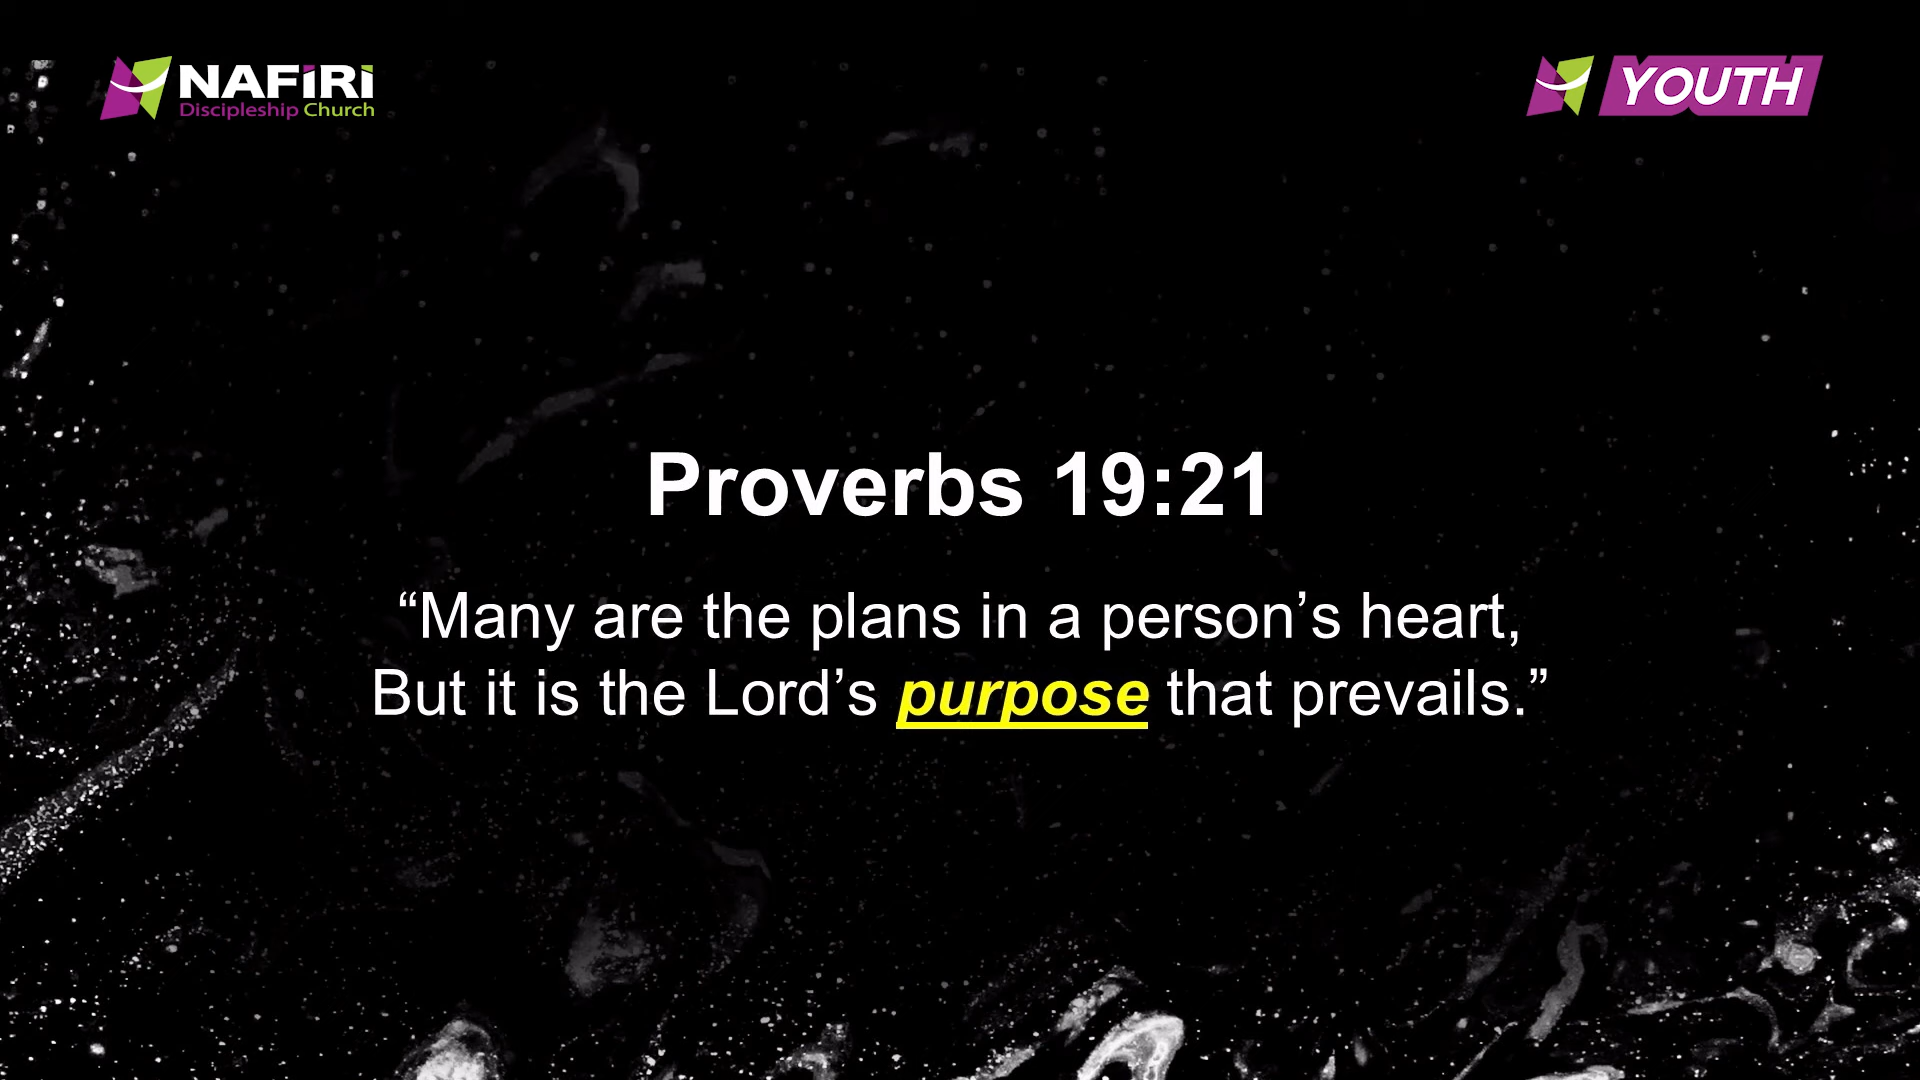 NAFIRI
Discipleship Church
YOUTH
Proverbs 19:21
“Many are the plans in a person’s heart,
But it is the Lord’s purpose that prevails.”